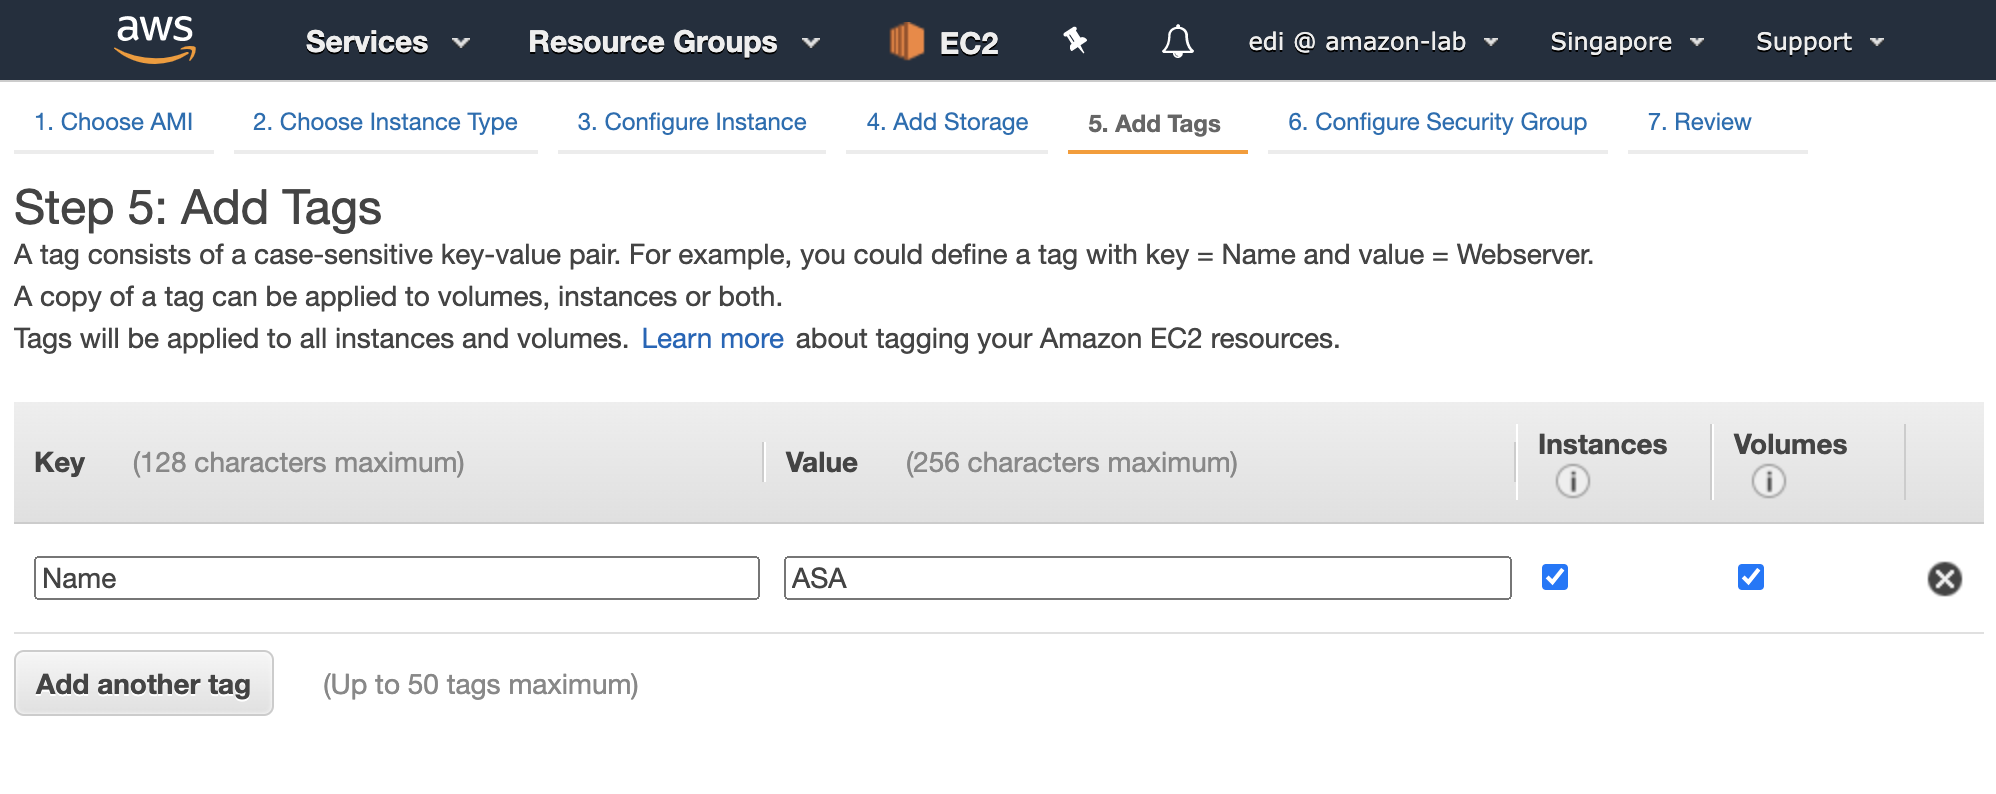 aws Services Resource Groups EC2 edi @ amazon-lab Singapore Support
1. Choose AMI 2. Choose Instance Type 3. Configure Instance 4. Add Storage 5. Add Tags 6. Configure Security Group 7. Review
Step 5: Add Tags
A tag consists of a case-sensitive key-value pair. For example, you could define a tag with key = Name and value = Webserver.
A copy of a tag can be applied to volumes, instances or both.
Tags will be applied to all instances and volumes. Learn more about tagging your Amazon EC2 resources.
Key (128 characters maximum) Value (256 characters maximum) Instances i Volumes i
Name ASA
Add another tag (Up to 50 tags maximum)